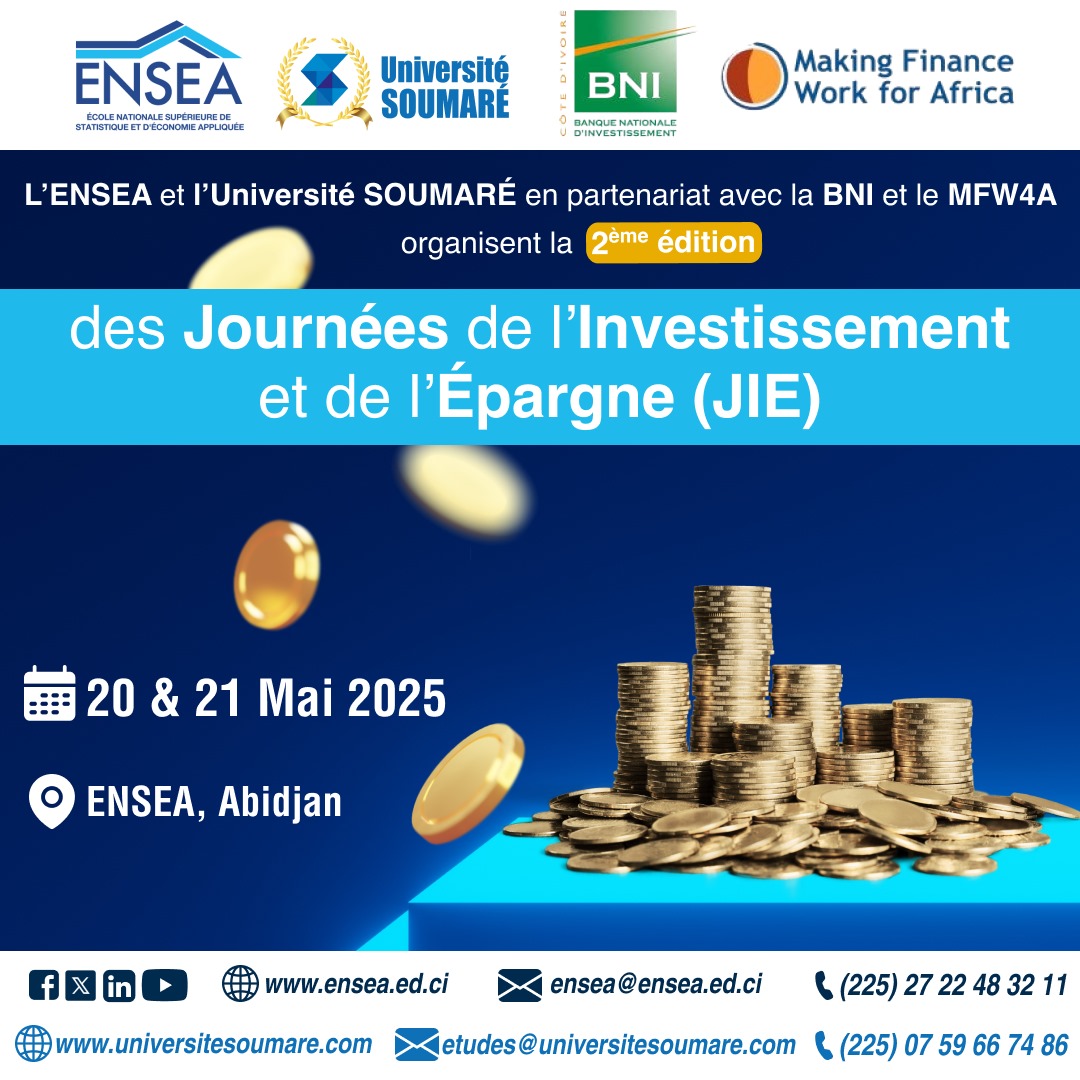 ENSEA
ÉCOLE NATIONALE SUPÉRIEURE DE
STATISTIQUE ET D'ÉCONOMIE APPLIQUÉE
Université
SOUMARÉ
CÔTE D'IVOIRE
BNI
BANQUE NATIONALE
D'INVESTISSEMENT
Making Finance
Work for Africa
L'ENSEA et l'Université SOUMARÉ en partenariat avec la BNI et le MFW4A
organisent la 2ème édition
des Journées de l'Investissement
et de l'Épargne (JIE)
20 & 21 Mai 2025
ENSEA, Abidjan
www.ensea.ed.ci ensea@ensea.ed.ci (225) 27 22 48 32 11
www.universitesoumare.com etudes@universitesoumare.com (225) 07 59 66 74 86